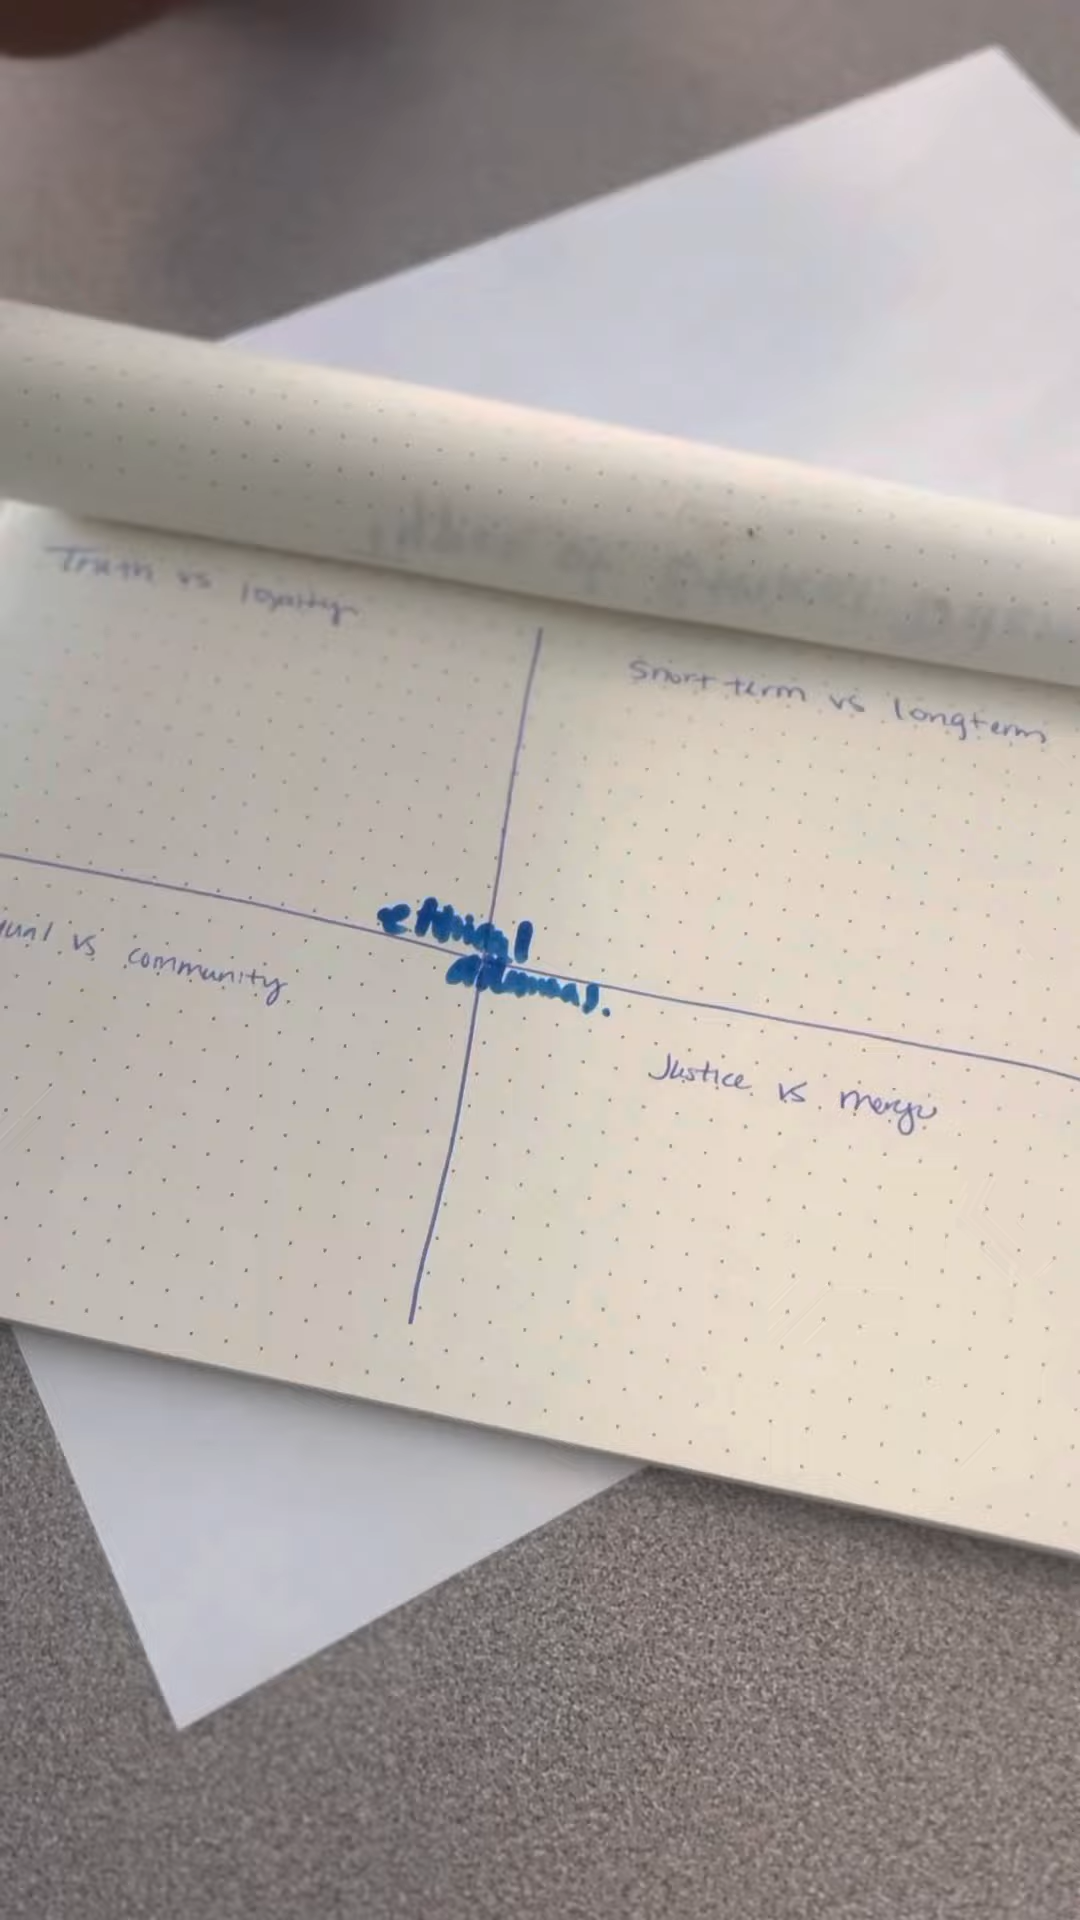 Truth vs loyalty
Short term vs longterm
vs community
ethical
dilemmas.
Justice vs mercy